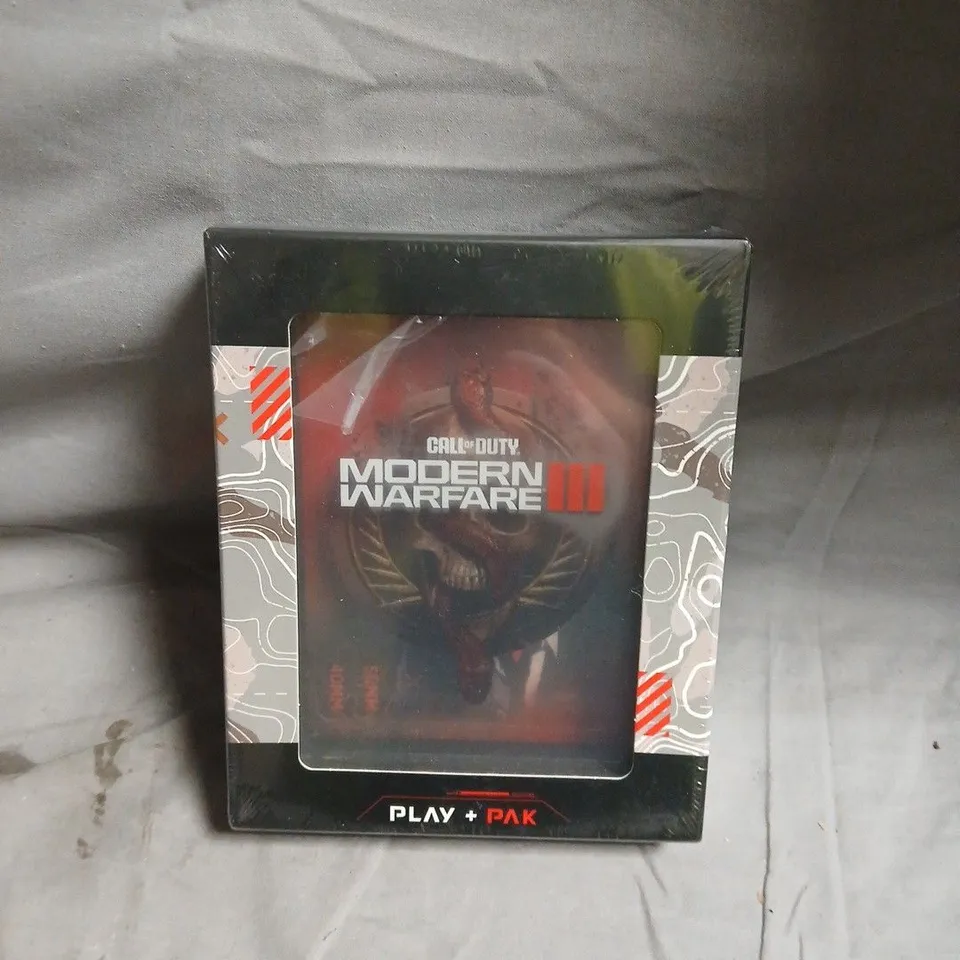 CALL OF DUTY
MODERN
WARFARE III
PLAY + PAK